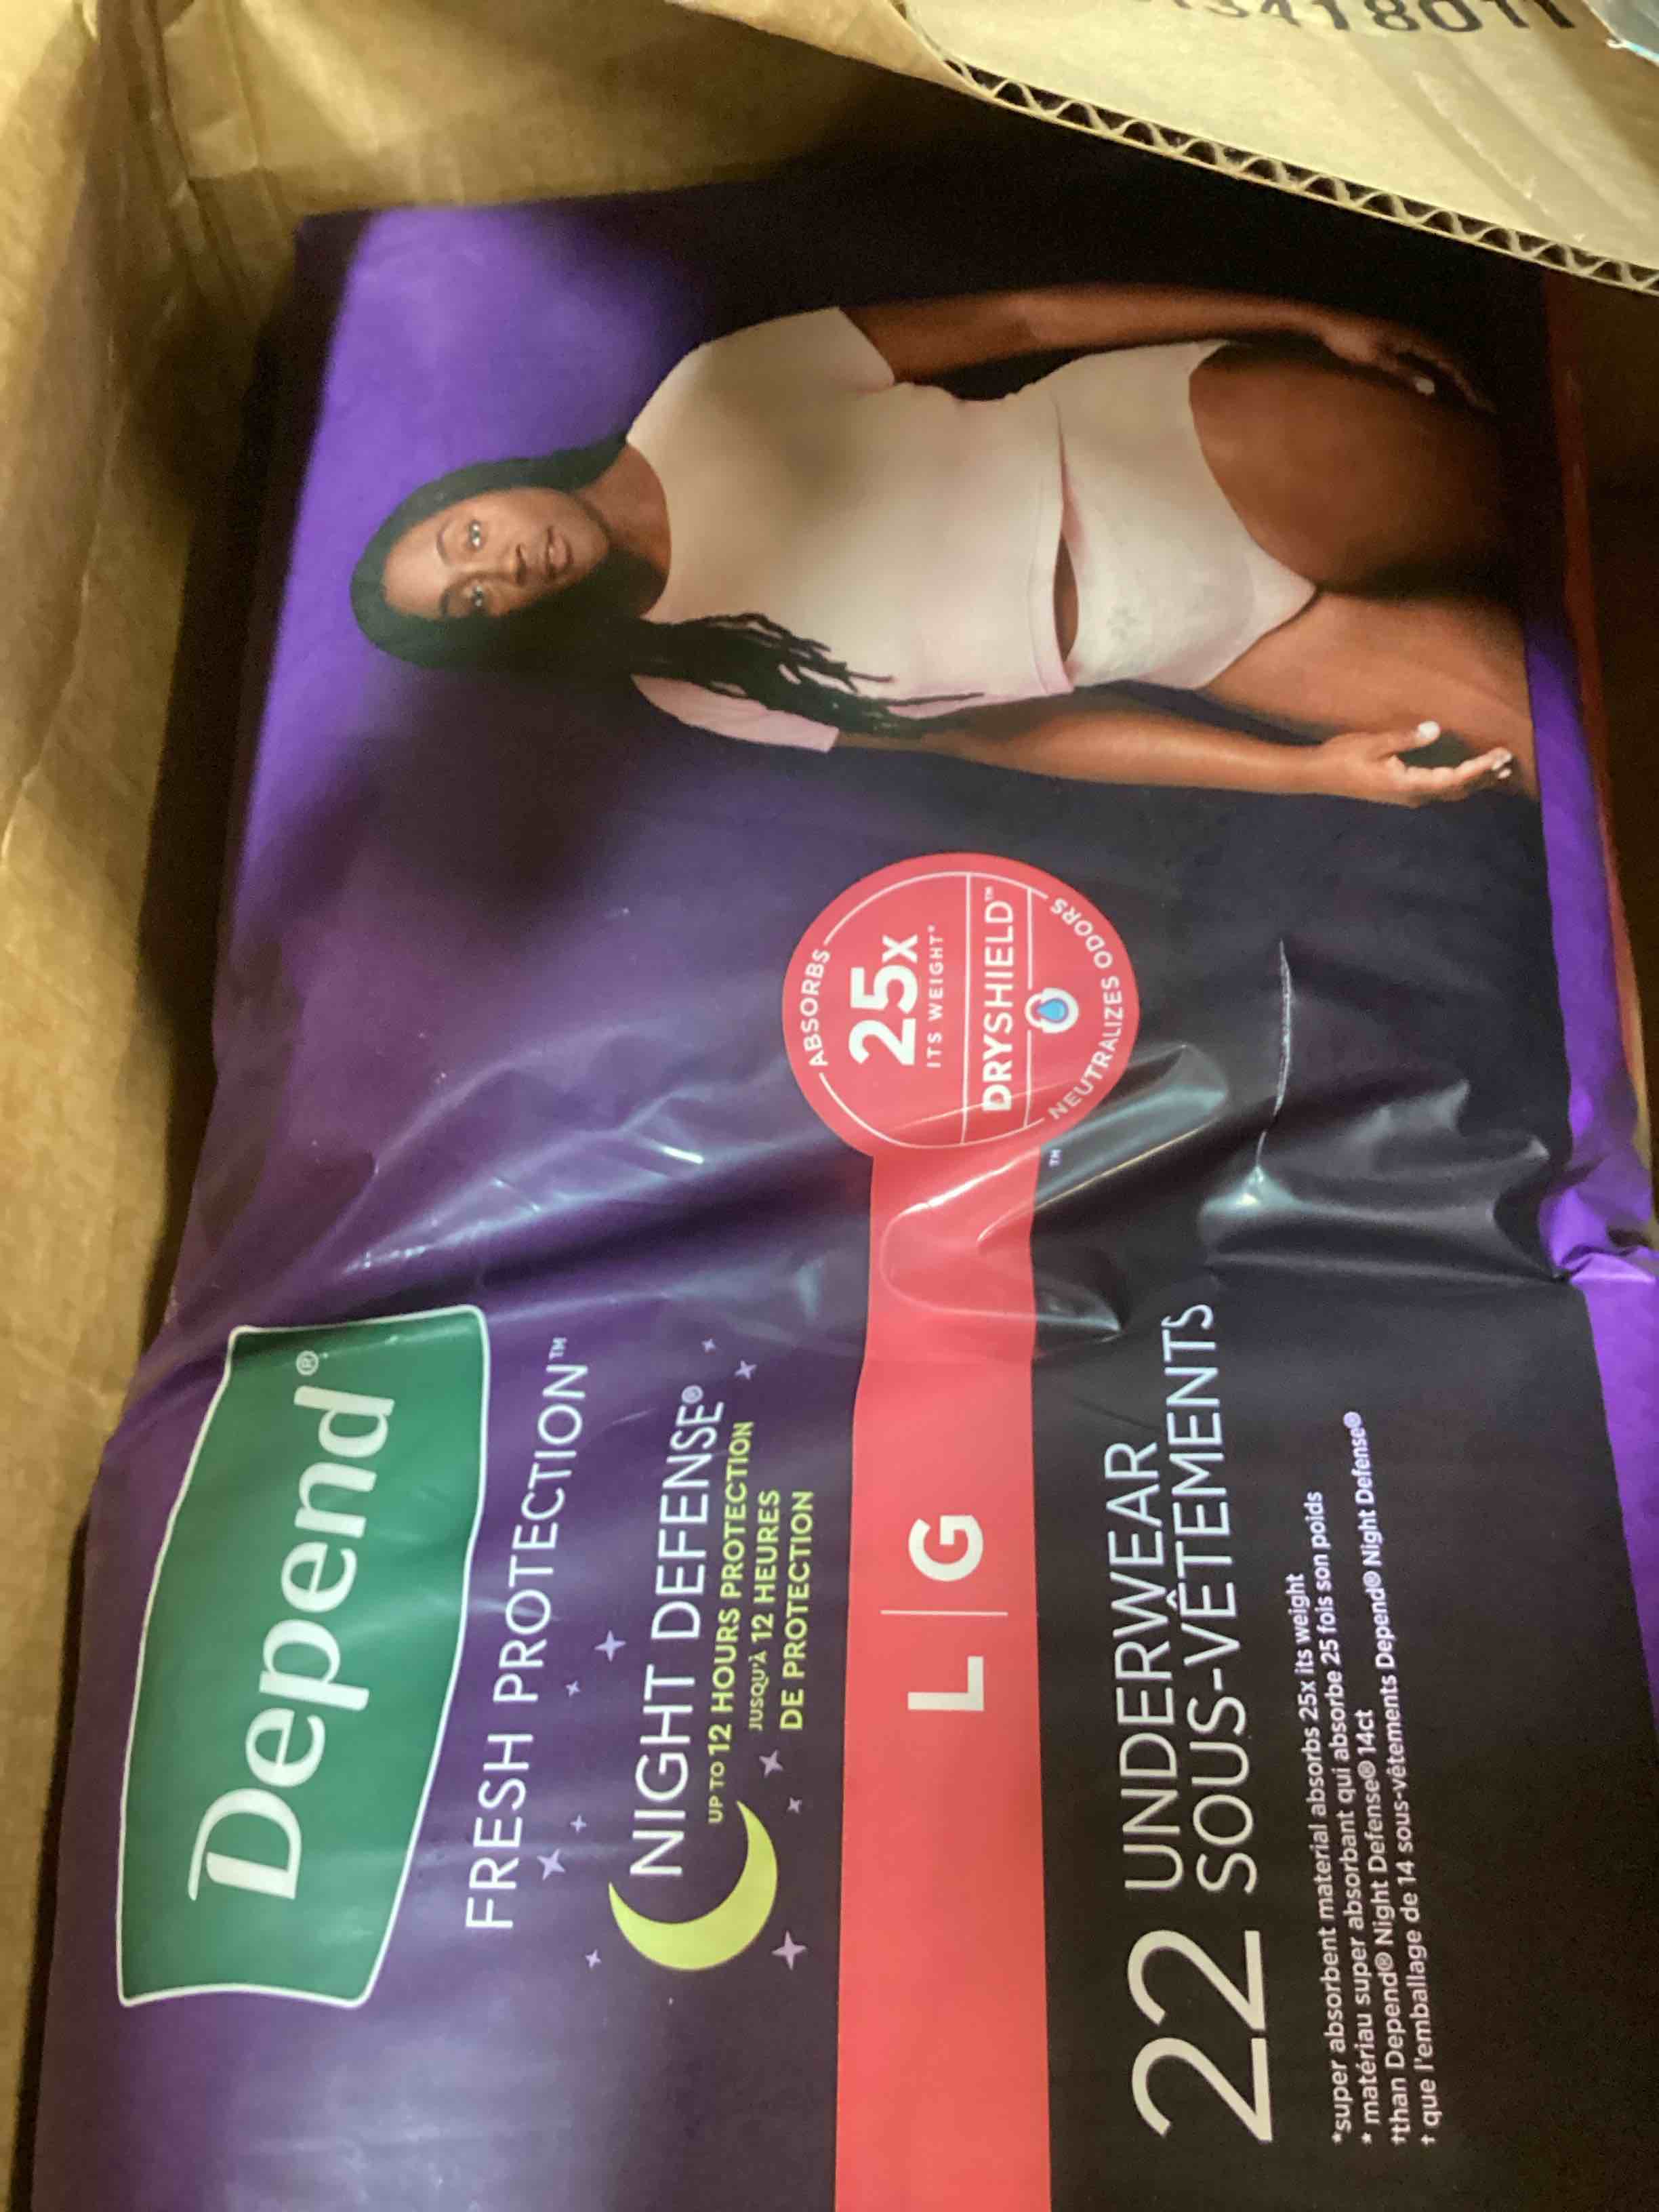 Depend®
FRESH PROTECTION™
NIGHT DEFENSE®
UP TO 12 HOURS PROTECTION
JUSQU'À 12 HEURES
DE PROTECTION
ABSORBS
25x
ITS WEIGHT*
DRYSHIELD™
NEUTRALIZES ODORS
™
L | G
22 UNDERWEAR
SOUS-VÊTEMENTS
*super absorbent material absorbs 25x its weight
* matériau super absorbant qui absorbe 25 fois son poids
†than Depend® Night Defense® 14ct
† que l'emballage de 14 sous-vêtements Depend® Night Defense®